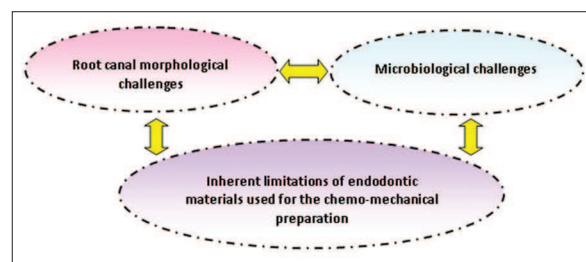 Root canal morphological
challenges
Microbiological challenges
Inherent limitations of endodontic
materials used for the chemo-mechanical
preparation